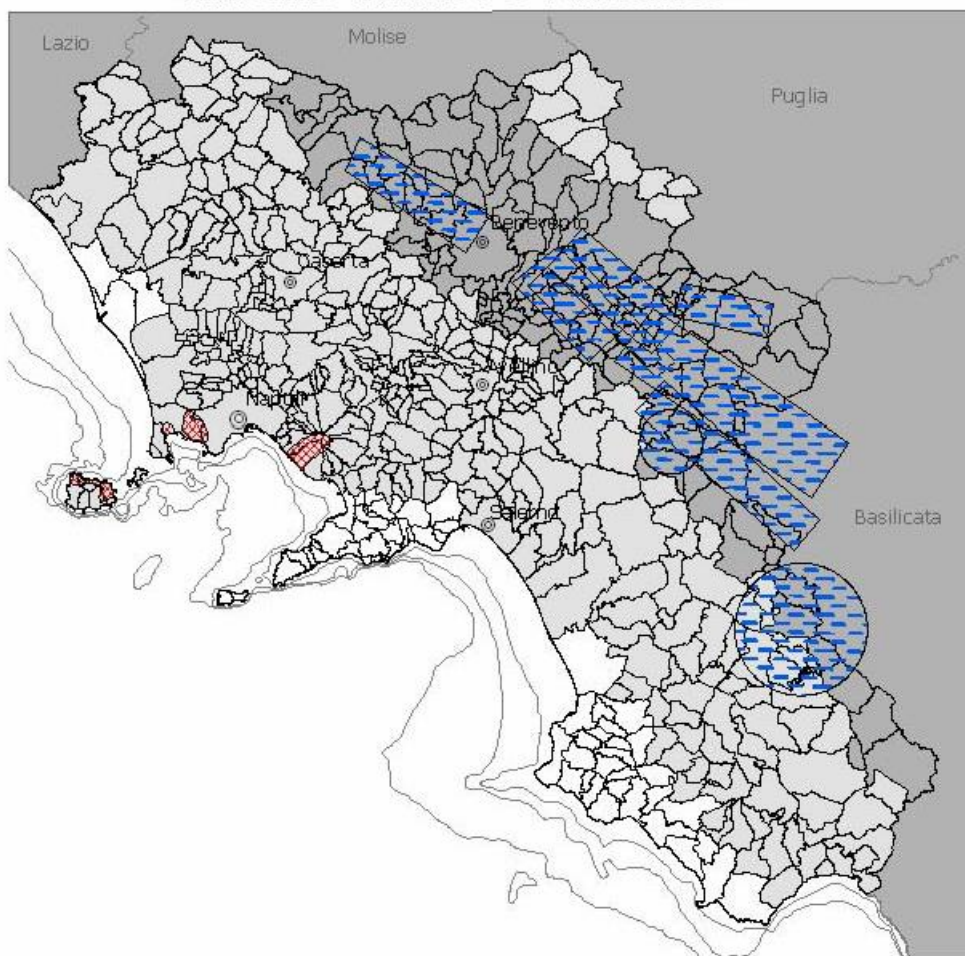 Lazio
Molise
Puglia
Benevento
Caserta
Avellino
Napoli
Salerno
Basilicata